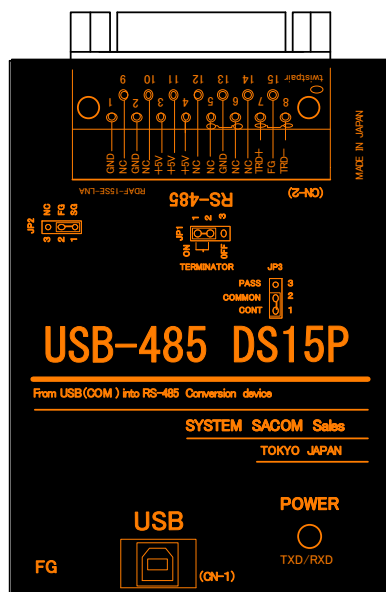 twistpair
9 10 11 12 13 14 15
1 2 3 4 5 6 7 8
GND NC GND NC +5V +5V +5V NC NC GND NC NC TRD+ FG TRD-
MADE IN JAPAN
RDAF-15SE-LNA
RS-485
(CN-2)
JP2
NC FG SG
3 2 1
JP1
1 2 3
ON OFF
TERMINATOR
JP3
PASS 3
COMMON 2
CONT 1
USB-485 DS15P
From USB(COM) into RS-485 Conversion device
SYSTEM SACOM Sales
TOKYO JAPAN
POWER
USB
TXD/RXD
FG
(CN-1)